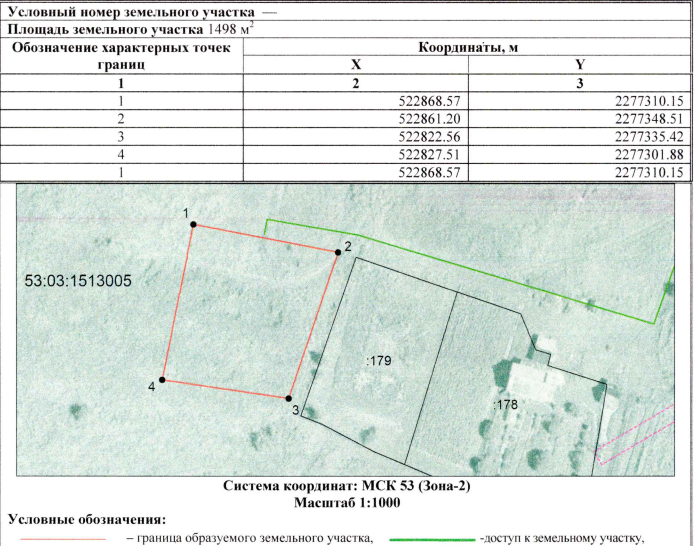 Условный номер земельного участка —
Площадь земельного участка 1498 м²
Обозначение характерных точек границ Координаты, м
X Y
1 2 3
1 522868.57 2277310.15
2 522861.20 2277348.51
3 522822.56 2277335.42
4 522827.51 2277301.88
1 522868.57 2277310.15
1
2
53:03:1513005
:179
4
3
:178
Система координат: МСК 53 (Зона-2)
Масштаб 1:1000
Условные обозначения:
– граница образуемого земельного участка, -доступ к земельному участку,